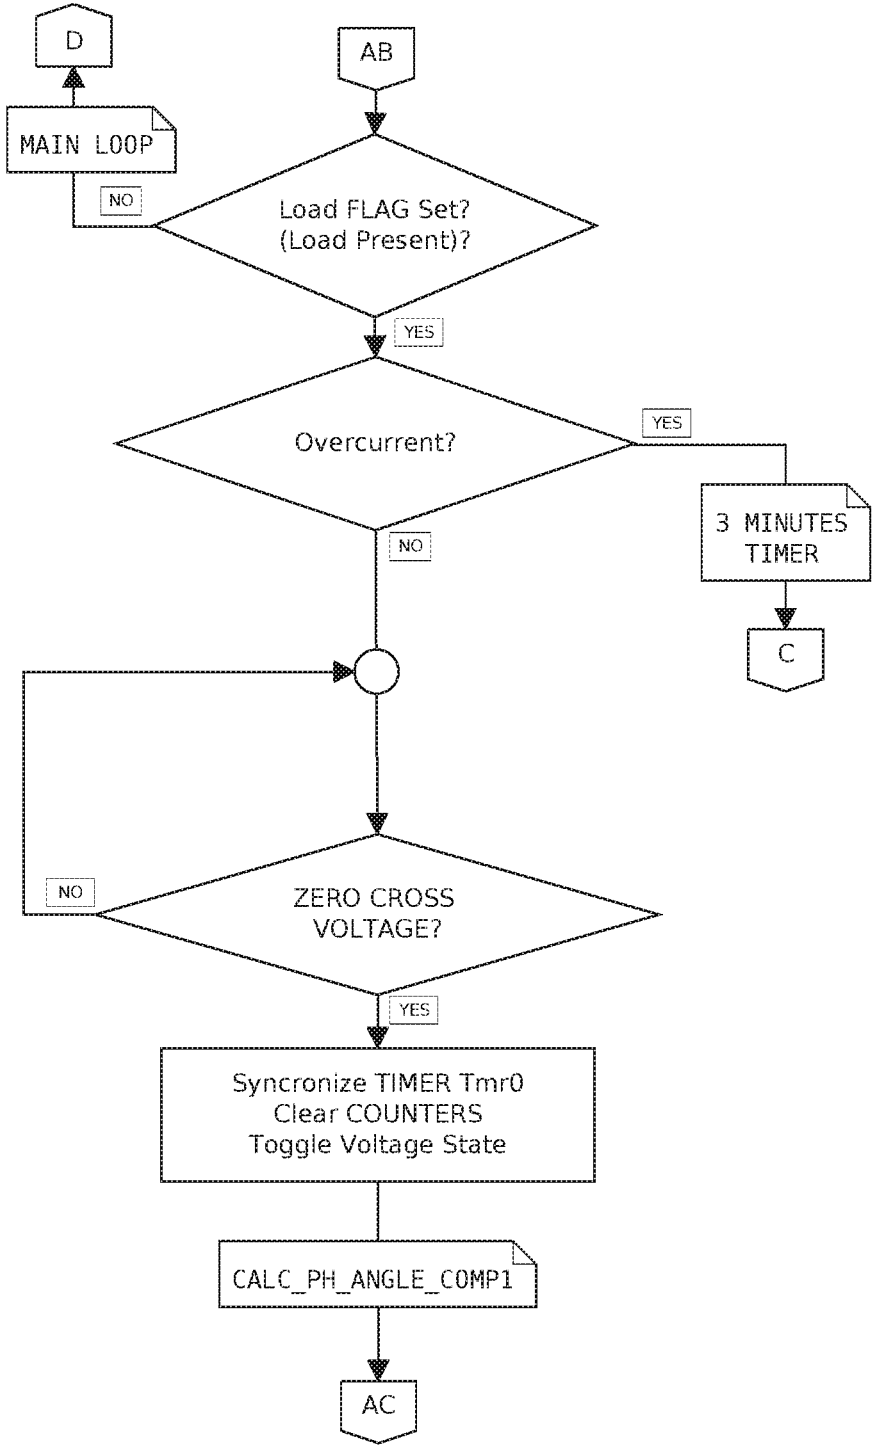 D
AB
MAIN LOOP
NO
Load FLAG Set?
(Load Present)?
YES
Overcurrent?
YES
3 MINUTES
TIMER
NO
C
NO
ZERO CROSS
VOLTAGE?
YES
Syncronize TIMER Tmr0
Clear COUNTERS
Toggle Voltage State
CALC_PH_ANGLE_COMP1
AC